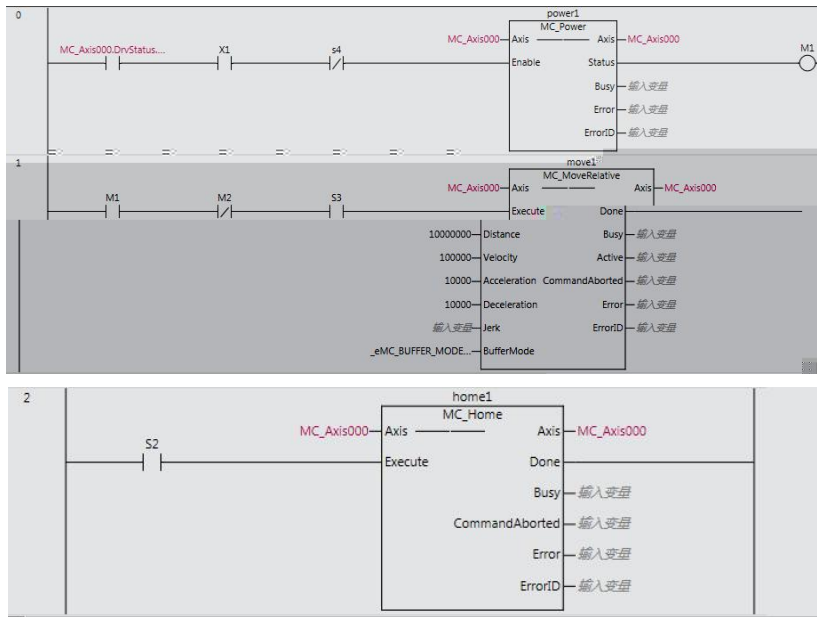 0
power1
MC_Power
MC_Axis000 Axis Axis MC_Axis000
MC_Axis000.DrvStatus.... X1 s4 M1
Enable Status
Busy 输入变量
Error 输入变量
ErrorID 输入变量
1
move1
MC_MoveRelative
MC_Axis000 Axis Axis MC_Axis000
M1 M2 S3
Execute Done
10000000 Distance Busy 输入变量
100000 Velocity Active 输入变量
10000 Acceleration CommandAborted 输入变量
10000 Deceleration Error 输入变量
输入变量 Jerk ErrorID 输入变量
_eMC_BUFFER_MODE... BufferMode
2
home1
MC_Home
MC_Axis000 Axis Axis MC_Axis000
S2
Execute Done
Busy 输入变量
CommandAborted 输入变量
Error 输入变量
ErrorID 输入变量